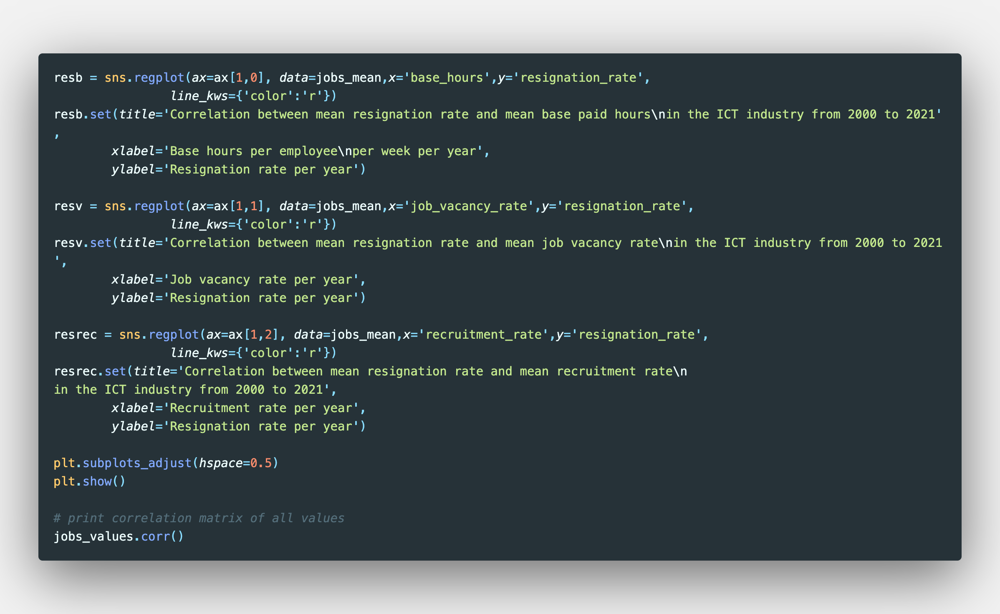 resb = sns.regplot(ax=ax[1,0], data=jobs_mean,x='base_hours',y='resignation_rate',
                line_kws={'color':'r'})
resb.set(title='Correlation between mean resignation rate and mean base paid hours\nin the ICT industry from 2000 to 2021'
,
        xlabel='Base hours per employee\nper week per year',
        ylabel='Resignation rate per year')

resv = sns.regplot(ax=ax[1,1], data=jobs_mean,x='job_vacancy_rate',y='resignation_rate',
                line_kws={'color':'r'})
resv.set(title='Correlation between mean resignation rate and mean job vacancy rate\nin the ICT industry from 2000 to 2021
',
        xlabel='Job vacancy rate per year',
        ylabel='Resignation rate per year')

resrec = sns.regplot(ax=ax[1,2], data=jobs_mean,x='recruitment_rate',y='resignation_rate',
                line_kws={'color':'r'})
resrec.set(title='Correlation between mean resignation rate and mean recruitment rate\n
in the ICT industry from 2000 to 2021',
        xlabel='Recruitment rate per year',
        ylabel='Resignation rate per year')

plt.subplots_adjust(hspace=0.5)
plt.show()

# print correlation matrix of all values
jobs_values.corr()